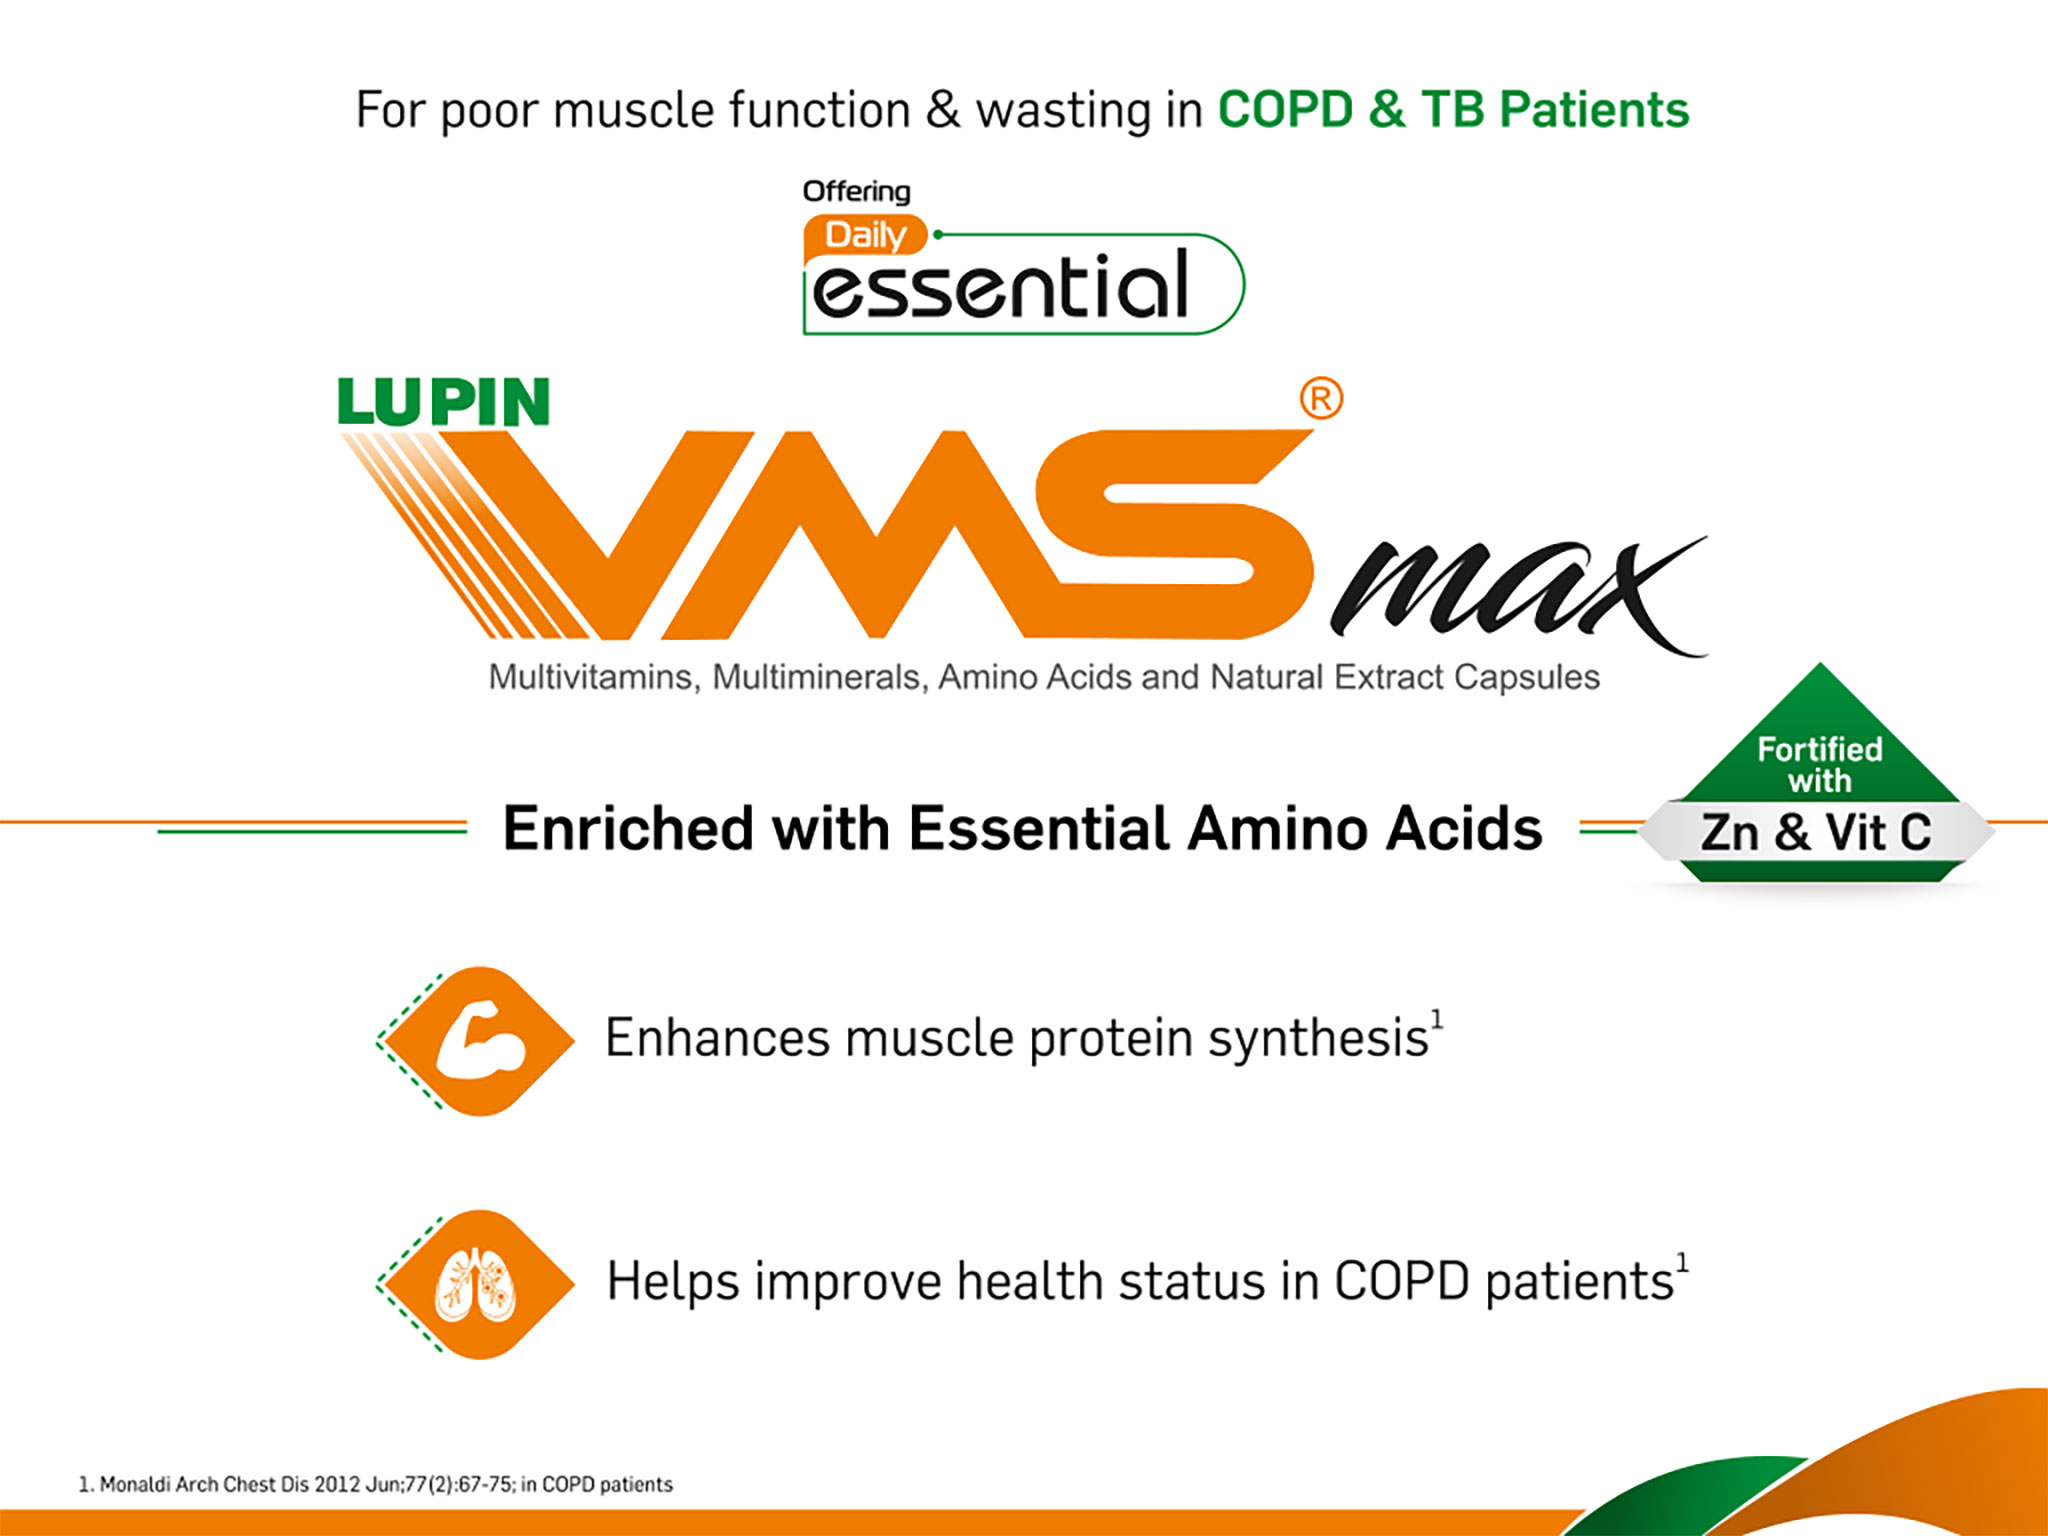 For poor muscle function & wasting in COPD & TB Patients
Offering
Daily
essential
LUPIN
VMS®max
Multivitamins, Multiminerals, Amino Acids and Natural Extract Capsules
Fortified
with
Zn & Vit C
Enriched with Essential Amino Acids
Enhances muscle protein synthesis¹
Helps improve health status in COPD patients¹
1. Monaldi Arch Chest Dis 2012 Jun;77(2):67-75; in COPD patients